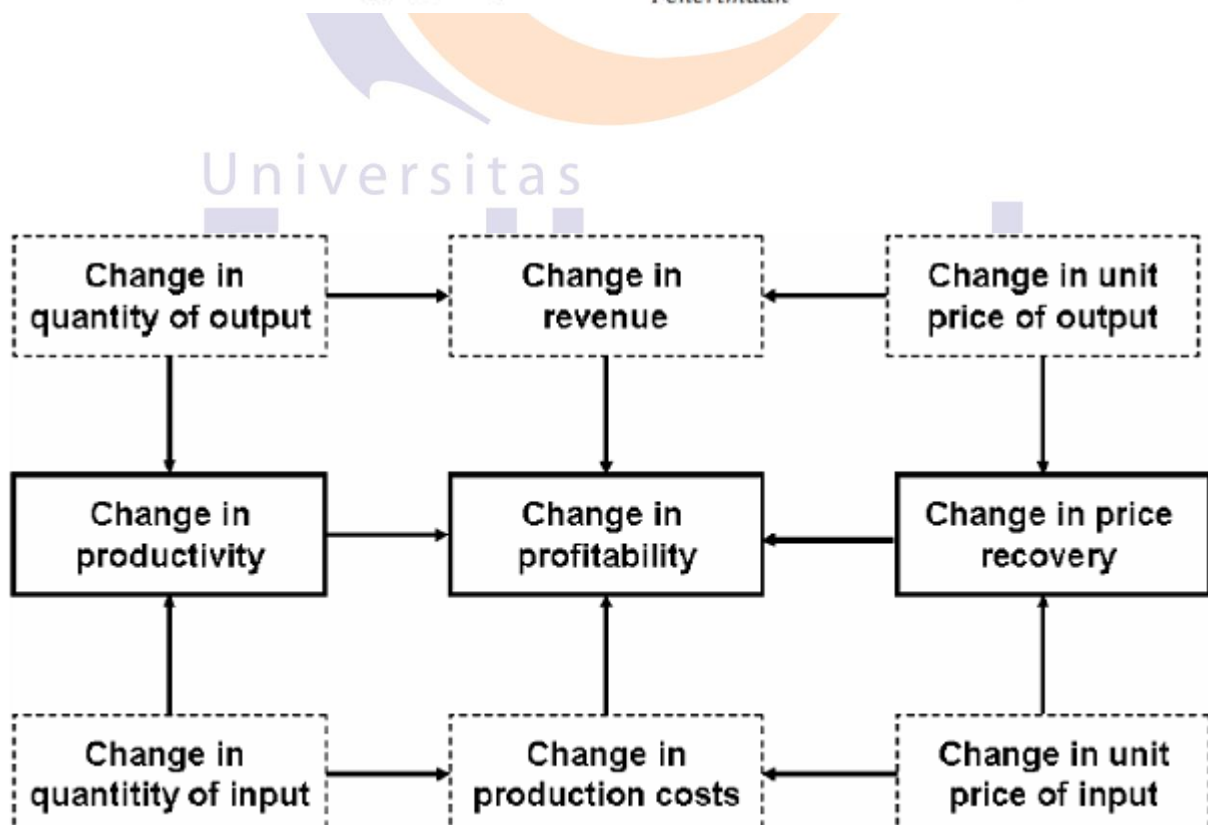 Universitas
Change in
quantity of output
Change in
revenue
Change in unit
price of output
Change in
productivity
Change in
profitability
Change in price
recovery
Change in
quantitity of input
Change in
production costs
Change in unit
price of input